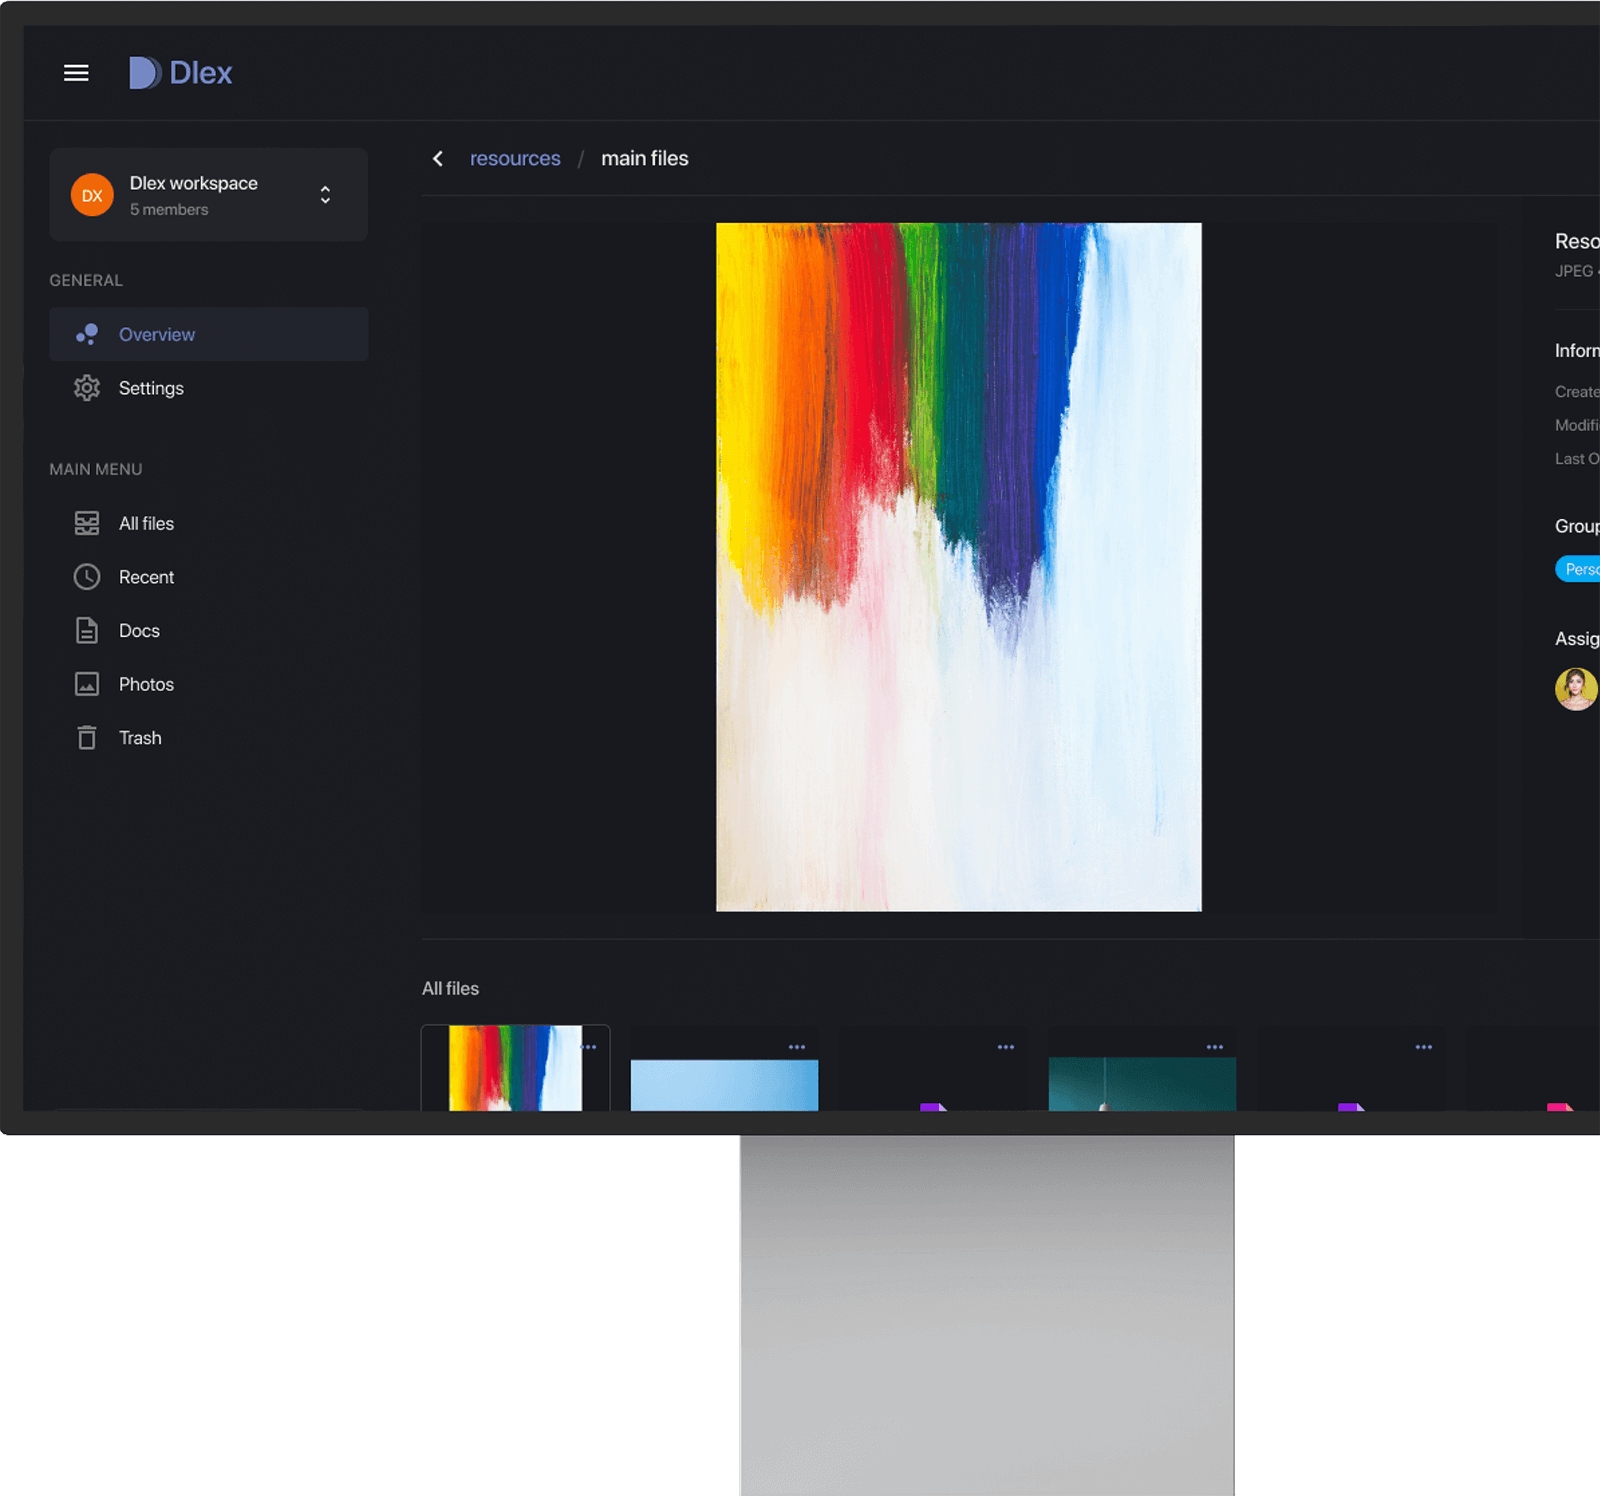 Dlex
DX
Dlex workspace
5 members
GENERAL
Overview
Settings
MAIN MENU
All files
Recent
Docs
Photos
Trash
resources / main files
Reso
JPEG
Inforn
Create
Modifi
Last O
Group
Perso
Assig
All files